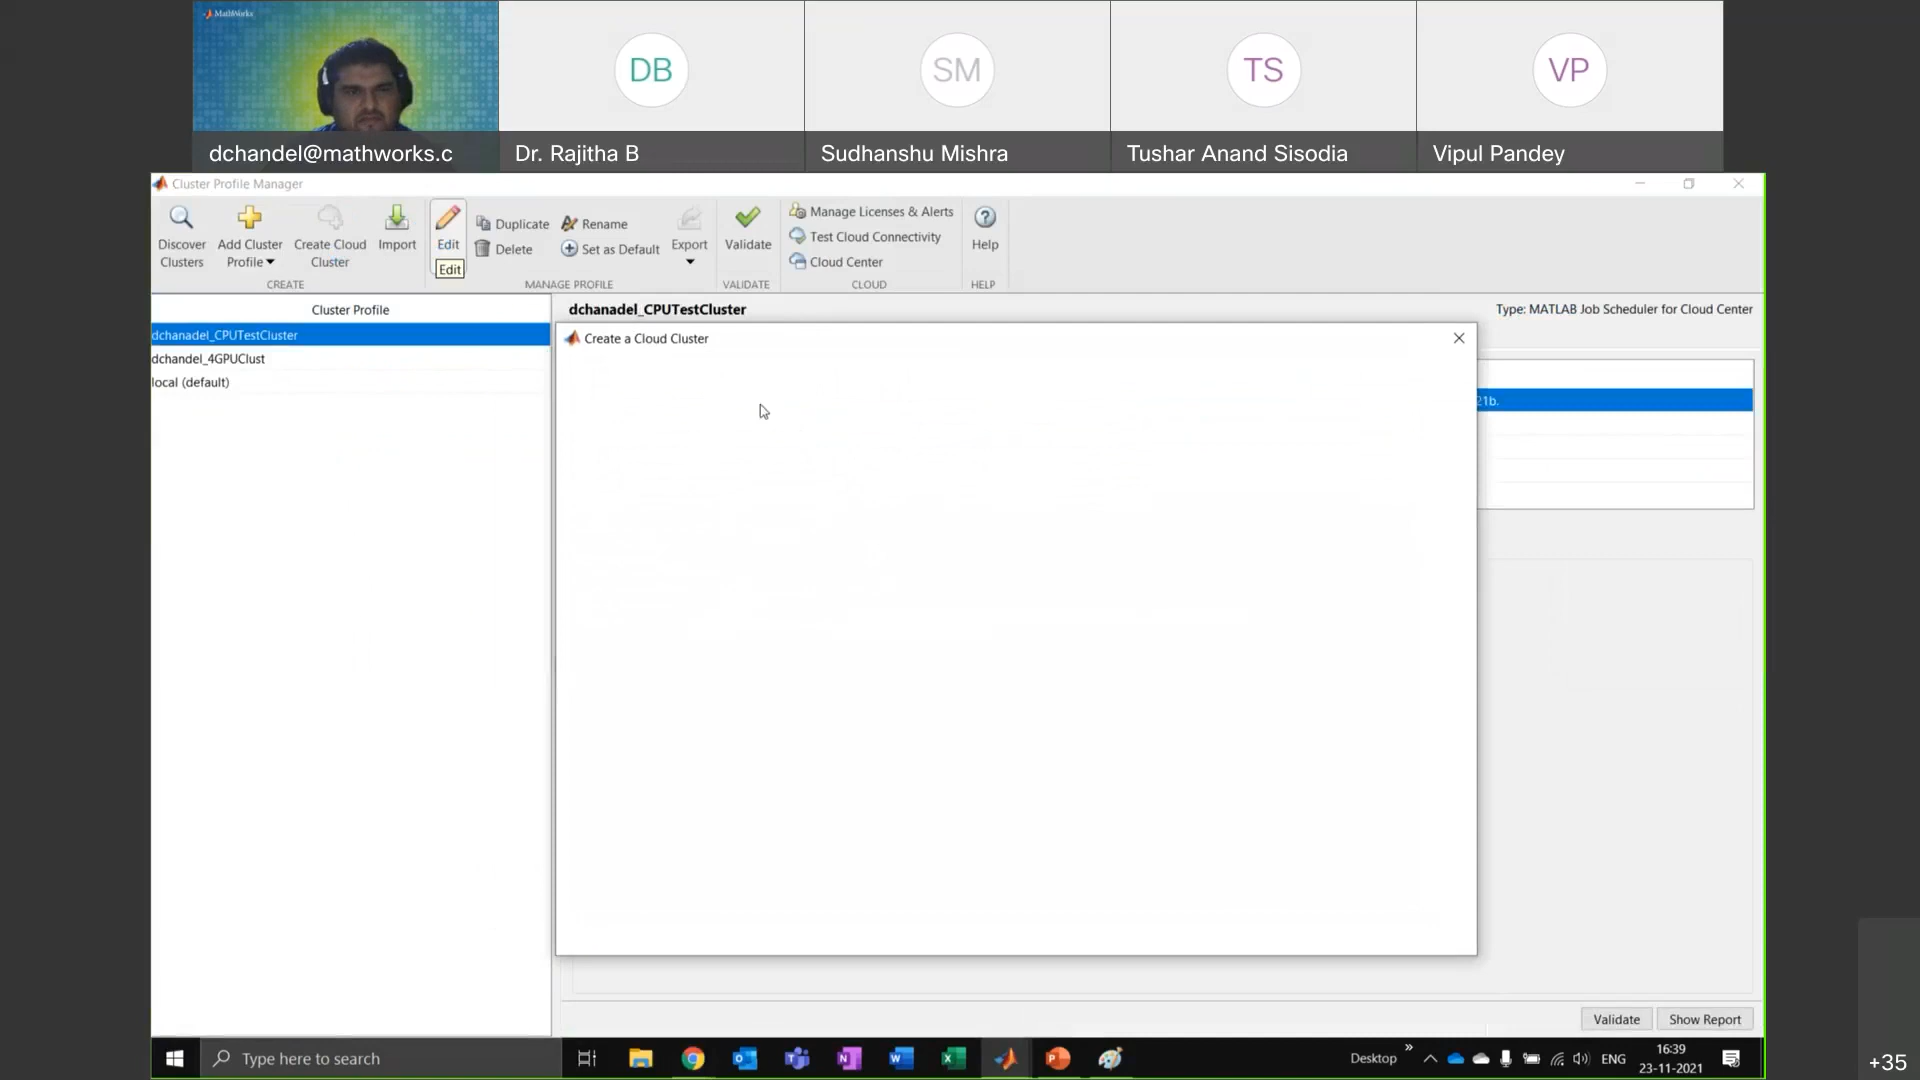 MathWorks
DB
SM
TS
VP
dchandel@mathworks.c
Dr. Rajitha B
Sudhanshu Mishra
Tushar Anand Sisodia
Vipul Pandey
Cluster Profile Manager
Discover
Clusters
Add Cluster
Profile
Create Cloud
Cluster
Import
CREATE
Edit
Edit
Duplicate
Delete
Rename
Set as Default
Export
MANAGE PROFILE
Validate
VALIDATE
Manage Licenses & Alerts
Test Cloud Connectivity
Cloud Center
CLOUD
Help
HELP
Cluster Profile
dchanadel_CPUTestCluster
dchandel_4GPUClust
local (default)
dchanadel_CPUTestCluster
Type: MATLAB Job Scheduler for Cloud Center
Create a Cloud Cluster
21b.
Validate
Show Report
Type here to search
Desktop
ENG
16:39
23-11-2021
+35